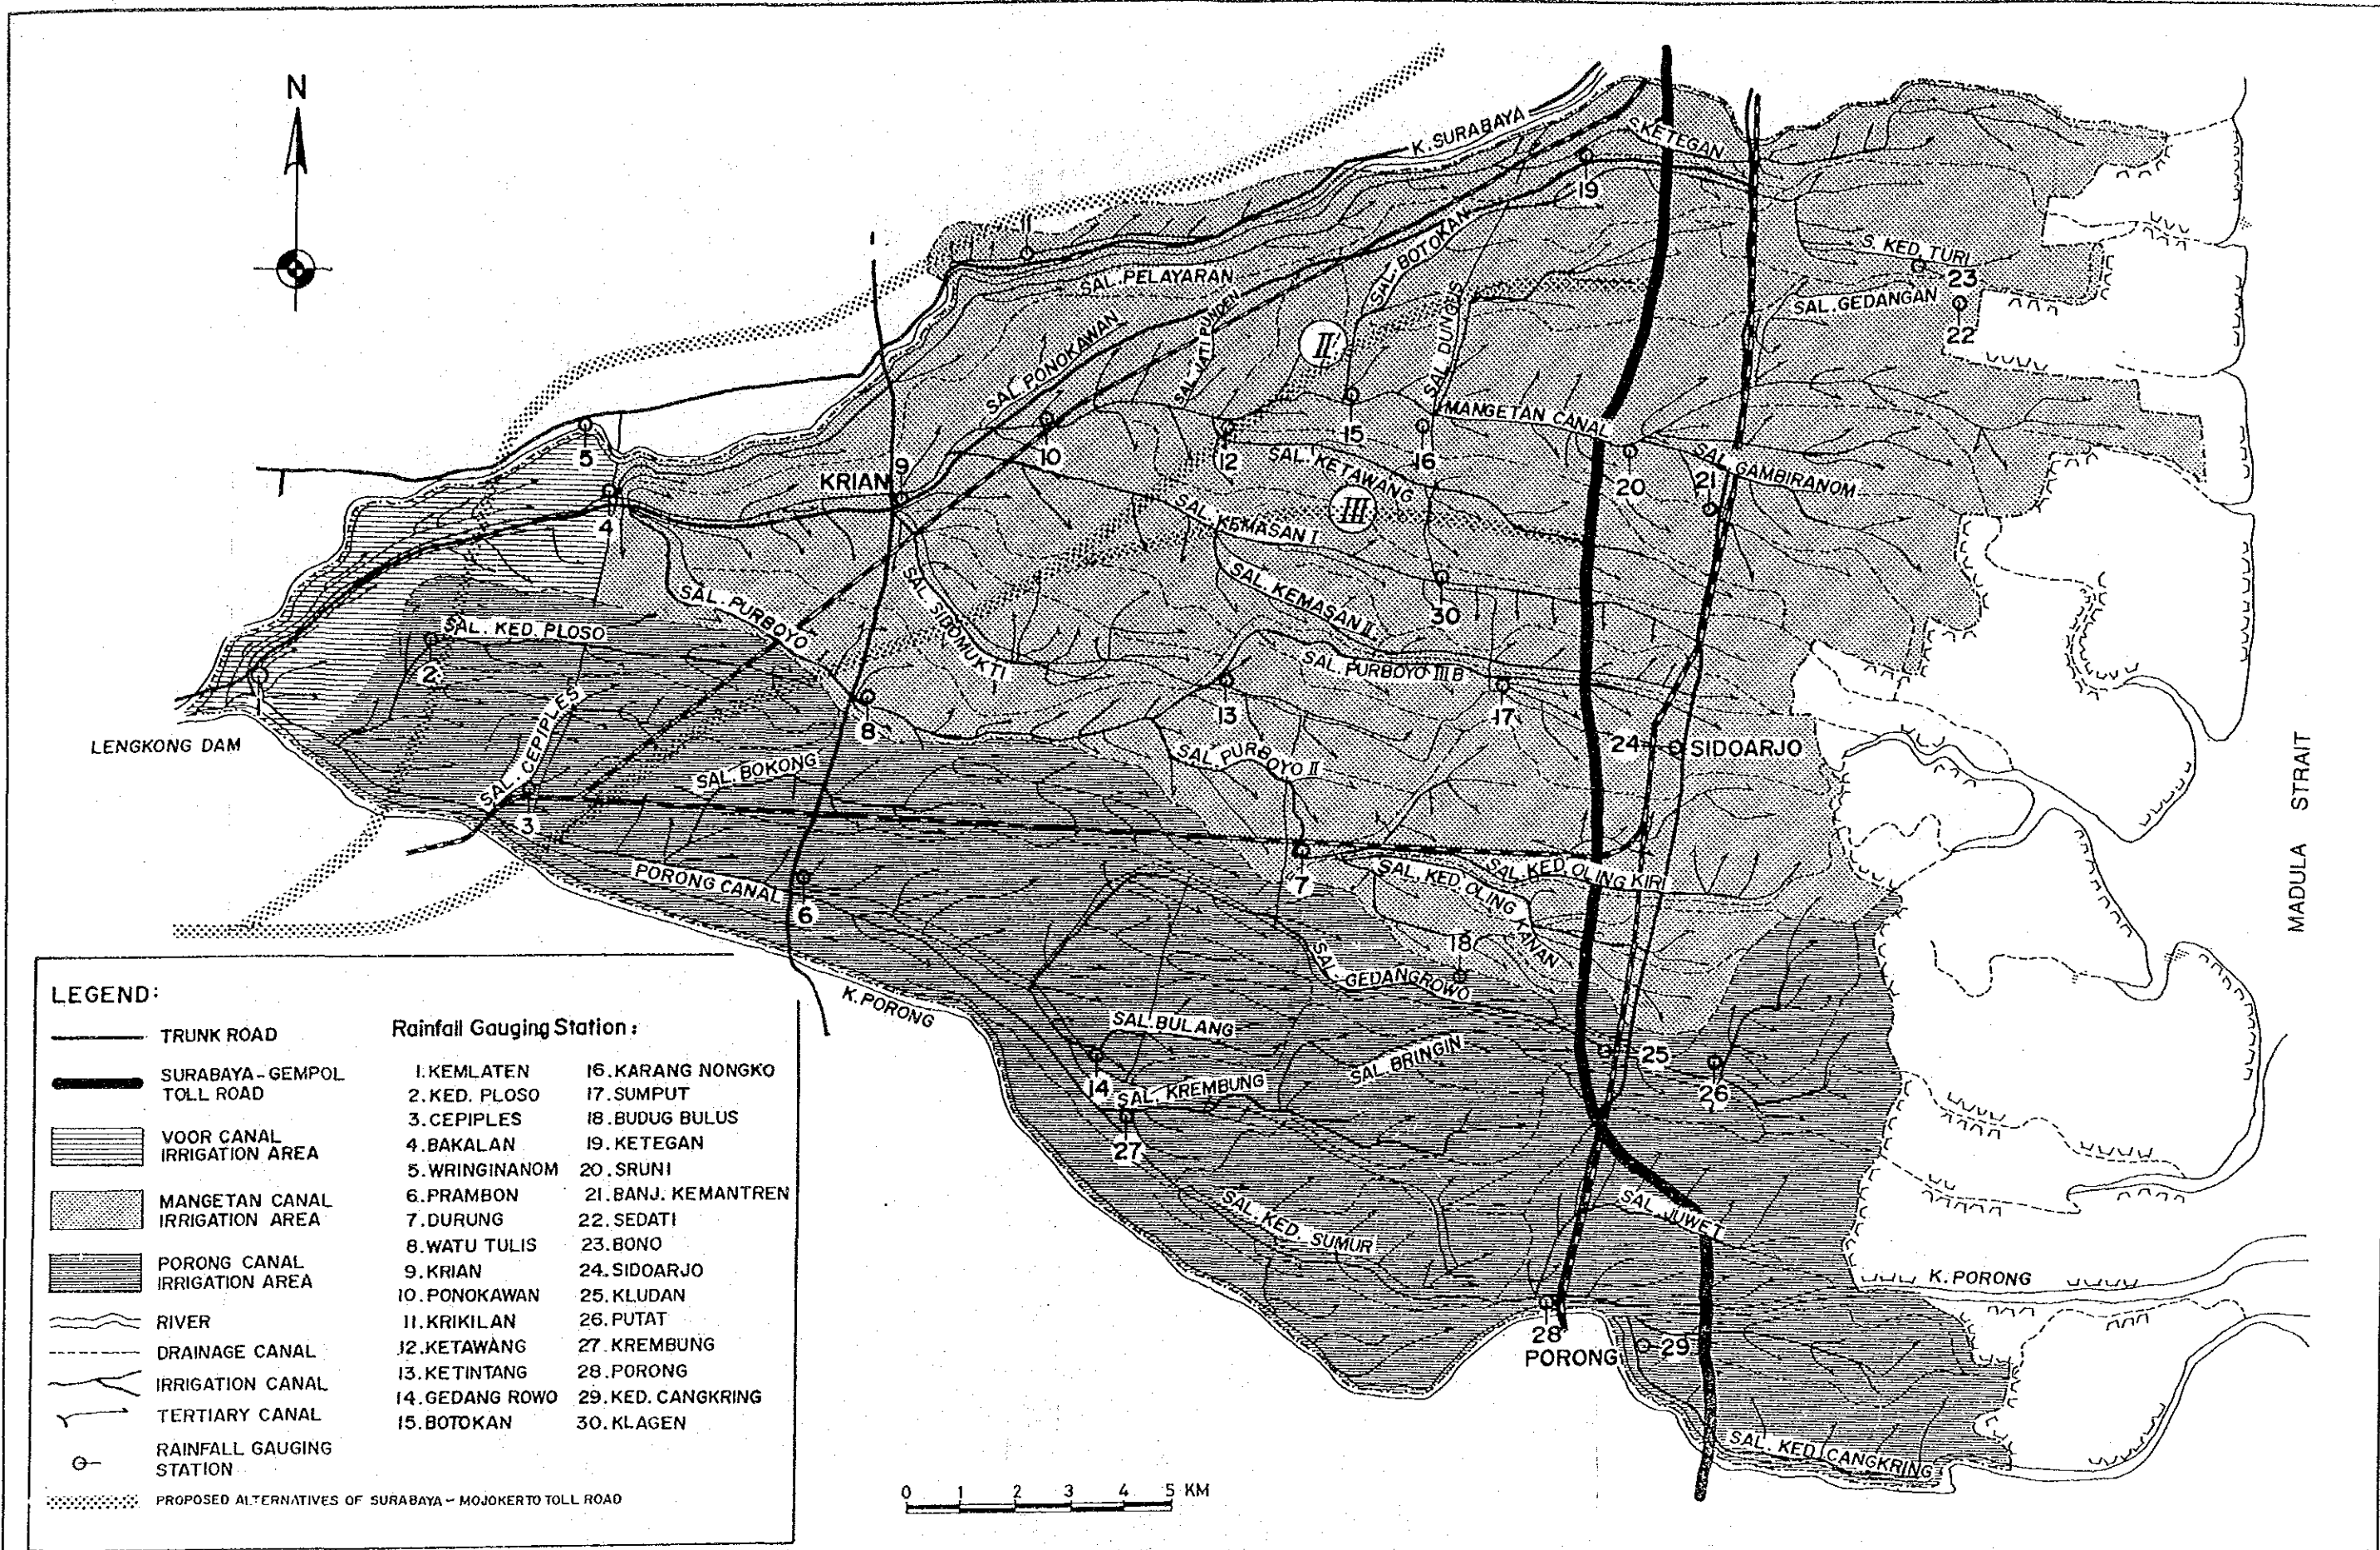 N
K. SURABAYA
SKETEGAN
19
11
S. KED. TURI
23
SAL. GEDANGAN
22
SAL. PELAYARAN
SAL. BOTOKAN
SAL. JATI PUNDEN
SAL. DUNGUS
SAL. PONOKAWAN
II
MANGETAN CANAL
5
10
12
15
16
9
KRIAN
SAL. KETAWANG
SAL. GAMBIRANOM
20
21
4
III
SAL. KEMASAN I
SAL. PURBOYO
SAL. SIDOMUKTI
SAL. KEMASAN II
30
SAL. KED. PLOSO
2
1
SAL. PURBOYO III B
13
17
8
LENGKONG DAM
SAL. CEPIPLES
SAL. BOKONG
SAL. PURBOYO II
24
SIDOARJO
MADULA STRAIT
3
PORONG CANAL
6
7
SAL. KED. OLING KIRI
SAL. KED. OLING KANAN
18
SAL. GEDANGROWO
K. PORONG
SAL. BULANG
SAL. BRINGIN
25
26
14
SAL. KREMBUNG
27
SAL. KED. SUMUR
SAL. JUWET
K. PORONG
28
PORONG
29
SAL. KED. CANGKRING
LEGEND:
TRUNK ROAD
SURABAYA-GEMPOL
TOLL ROAD
VOOR CANAL
IRRIGATION AREA
MANGETAN CANAL
IRRIGATION AREA
PORONG CANAL
IRRIGATION AREA
RIVER
DRAINAGE CANAL
IRRIGATION CANAL
TERTIARY CANAL
RAINFALL GAUGING
STATION
PROPOSED ALTERNATIVES OF SURABAYA - MOJOKERTO TOLL ROAD
Rainfall Gauging Station:
1. KEMLATEN
2. KED. PLOSO
3. CEPIPLES
4. BAKALAN
5. WRINGINANOM
6. PRAMBON
7. DURUNG
8. WATU TULIS
9. KRIAN
10. PONOKAWAN
11. KRIKILAN
12. KETAWANG
13. KETINTANG
14. GEDANG ROWO
15. BOTOKAN
16. KARANG NONGKO
17. SUMPUT
18. BUDUG BULUS
19. KETEGAN
20. SRUNI
21. BANJ. KEMANTREN
22. SEDATI
23. BONO
24. SIDOARJO
25. KLUDAN
26. PUTAT
27. KREMBUNG
28. PORONG
29. KED. CANGKRING
30. KLAGEN
0 1 2 3 4 5 KM